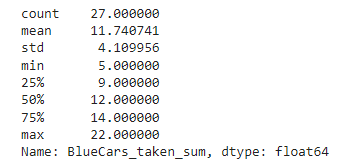 count    27.000000
mean     11.740741
std       4.109956
min       5.000000
25%       9.000000
50%      12.000000
75%      14.000000
max      22.000000
Name: BlueCars_taken_sum, dtype: float64